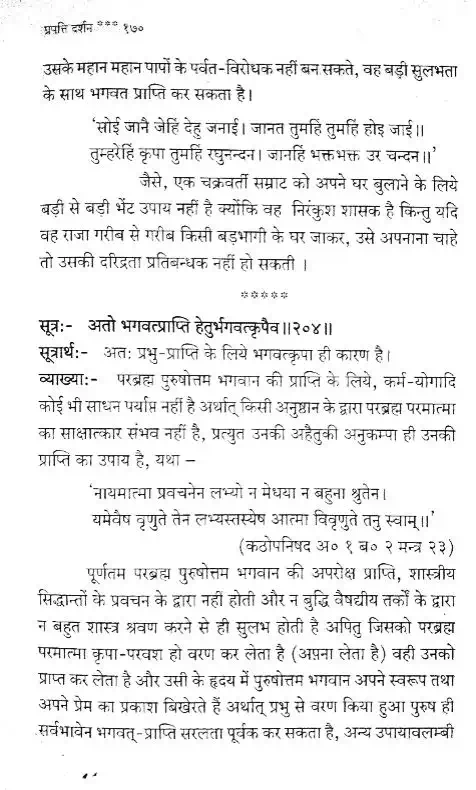 प्रपत्ति दर्शन *** १७०
उसके महान महान पापों के पर्वत-विरोधक नहीं बन सकते, वह बड़ी सुलभता
के साथ भगवत प्राप्ति कर सकता है।
‘सोई जानै जेहिं देहु जनाई। जानत तुमहिं तुमहिं होइ जाई॥
तुम्हरेहिं कृपा तुमहिं रघुनन्दन। जानहिं भक्तभक्त उर चन्दन॥’
जैसे, एक चक्रवर्ती सम्राट को अपने घर बुलाने के लिये
बड़ी से बड़ी भेंट उपाय नहीं है क्योंकि वह निरंकुश शासक है किन्तु यदि
वह राजा गरीब से गरीब किसी बड़भागी के घर जाकर, उसे अपनाना चाहे
तो उसकी दरिद्रता प्रतिबन्धक नहीं हो सकती ।
*****
सूत्र:- अतो भगवत्प्राप्ति हेतुर्भगवत्कृपैव॥२०४॥
सूत्रार्थ:- अतः प्रभु-प्राप्ति के लिये भगवत्कृपा ही कारण है।
व्याख्या:- परब्रह्म पुरुषोत्तम भगवान की प्राप्ति के लिये, कर्म-योगादि
कोई भी साधन पर्याप्त नहीं है अर्थात् किसी अनुष्ठान के द्वारा परब्रह्म परमात्मा
का साक्षात्कार संभव नहीं है, प्रत्युत उनकी अहैतुकी अनुकम्पा ही उनकी
प्राप्ति का उपाय है, यथा –
‘नायमात्मा प्रवचनेन लभ्यो न मेधया न बहुना श्रुतेन।
यमेवैष वृणुते तेन लभ्यस्तस्येष आत्मा विवृणुते तनु स्वाम्॥’
(कठोपनिषद अ० १ ब० २ मन्त्र २३)
पूर्णतम परब्रह्म पुरुषोत्तम भगवान की अपरोक्ष प्राप्ति, शास्त्रीय
सिद्धान्तों के प्रवचन के द्वारा नहीं होती और न बुद्धि वैषद्यीय तर्कों के द्वारा
न बहुत शास्त्र श्रवण करने से ही सुलभ होती है अपितु जिसको परब्रह्म
परमात्मा कृपा-परवश हो वरण कर लेता है (अपना लेता है) वही उनको
प्राप्त कर लेता है और उसी के हृदय में पुरुषोत्तम भगवान अपने स्वरूप तथा
अपने प्रेम का प्रकाश बिखेरते हैं अर्थात् प्रभु से वरण किया हुआ पुरुष ही
सर्वभावेन भगवत्-प्राप्ति सरलता पूर्वक कर सकता है, अन्य उपायावलम्बी